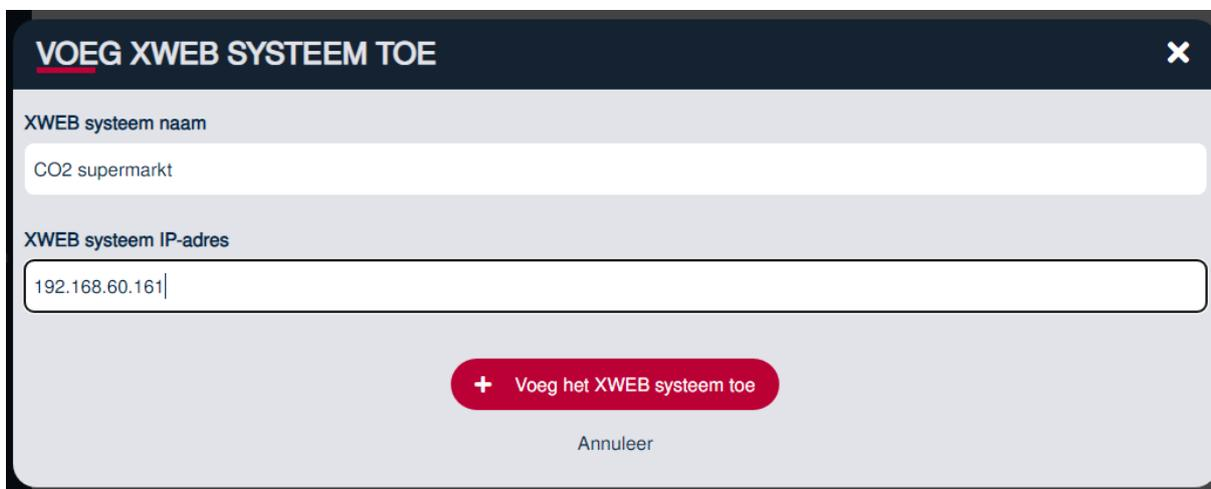 VOEG XWEB SYSTEEM TOE
XWEB systeem naam
CO2 supermarkt
XWEB systeem IP-adres
192.168.60.161
+ Voeg het XWEB systeem toe
Annuleer